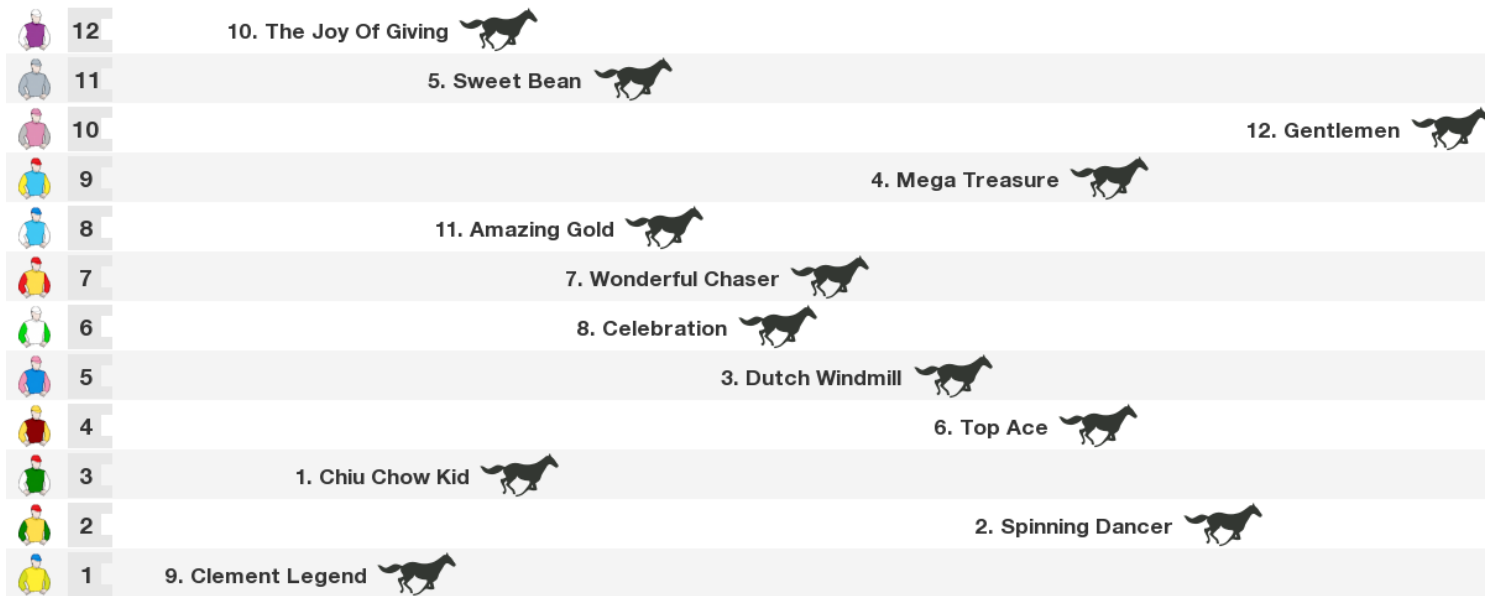 12 10. The Joy Of Giving
11 5. Sweet Bean
10 12. Gentlemen
9 4. Mega Treasure
8 11. Amazing Gold
7 7. Wonderful Chaser
6 8. Celebration
5 3. Dutch Windmill
4 6. Top Ace
3 1. Chiu Chow Kid
2 2. Spinning Dancer
1 9. Clement Legend